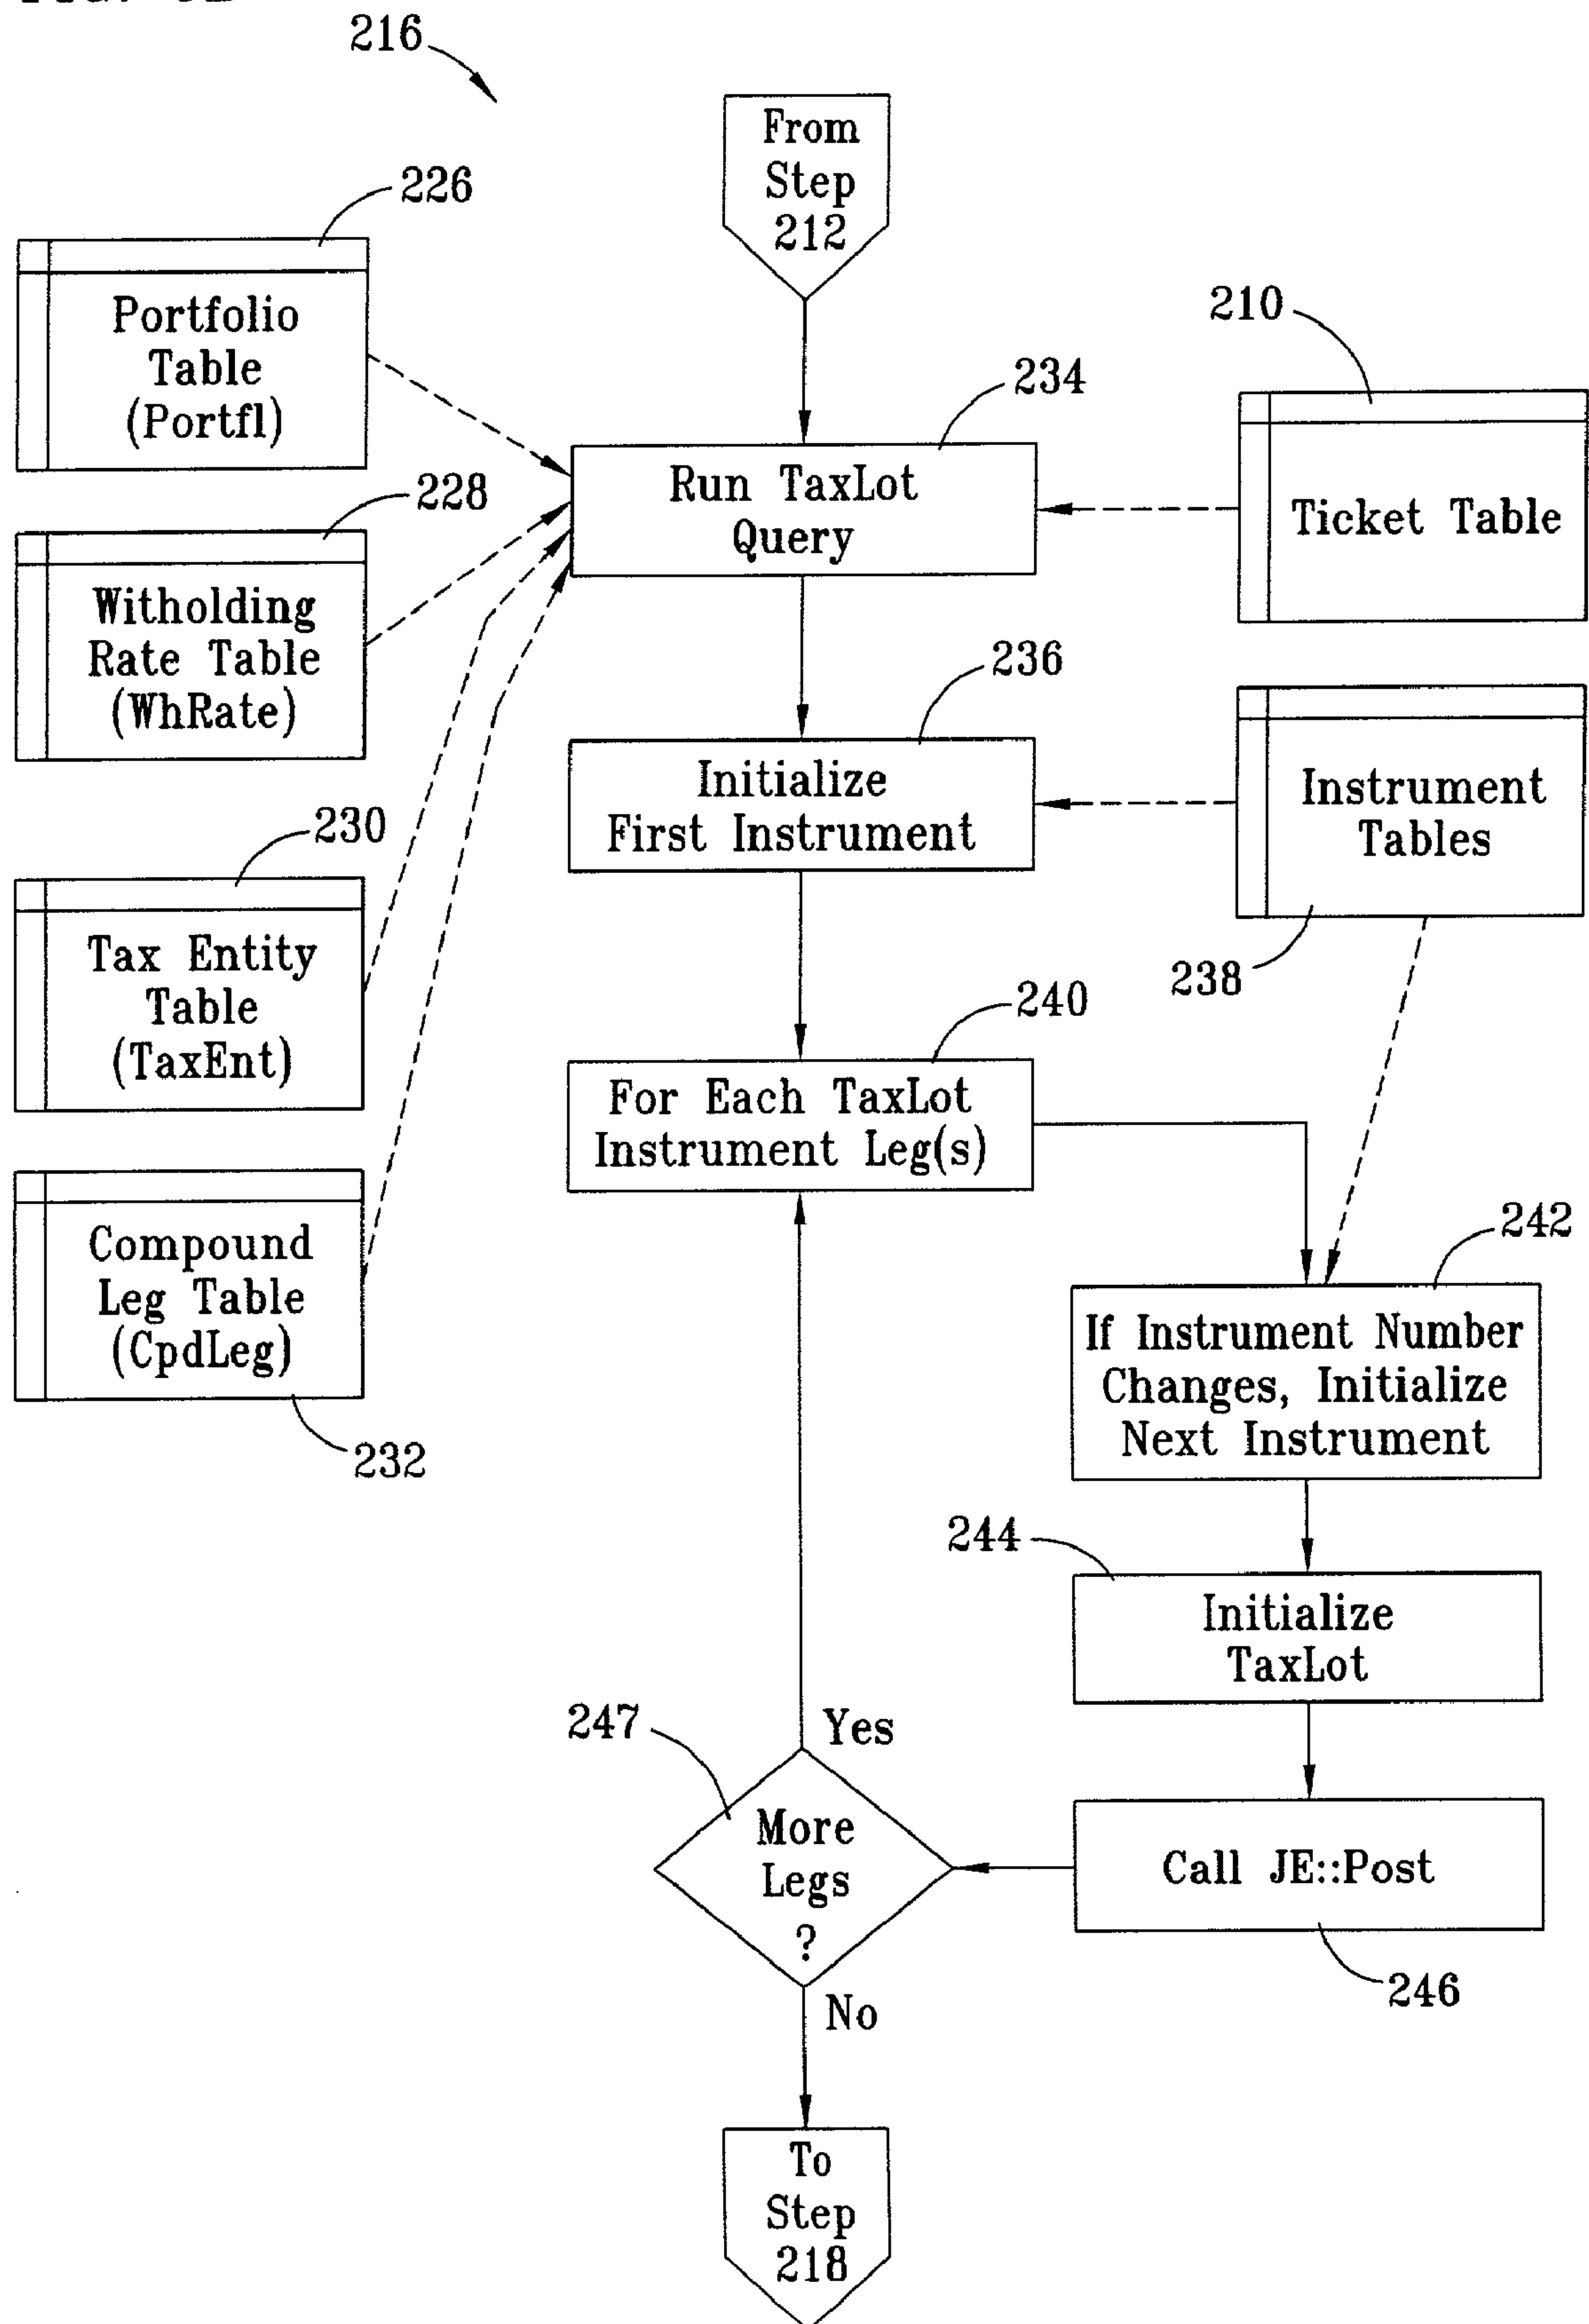 216
From
Step
212
226
Portfolio
Table
(Portfl)
210
Ticket Table
234
Run TaxLot
Query
228
Witholding
Rate Table
(WhRate)
236
Initialize
First Instrument
Instrument
Tables
238
230
Tax Entity
Table
(TaxEnt)
240
For Each TaxLot
Instrument Leg(s)
Compound
Leg Table
(CpdLeg)
232
242
If Instrument Number
Changes, Initialize
Next Instrument
244
Initialize
TaxLot
247
Yes
More
Legs
?
Call JE::Post
246
No
To
Step
218